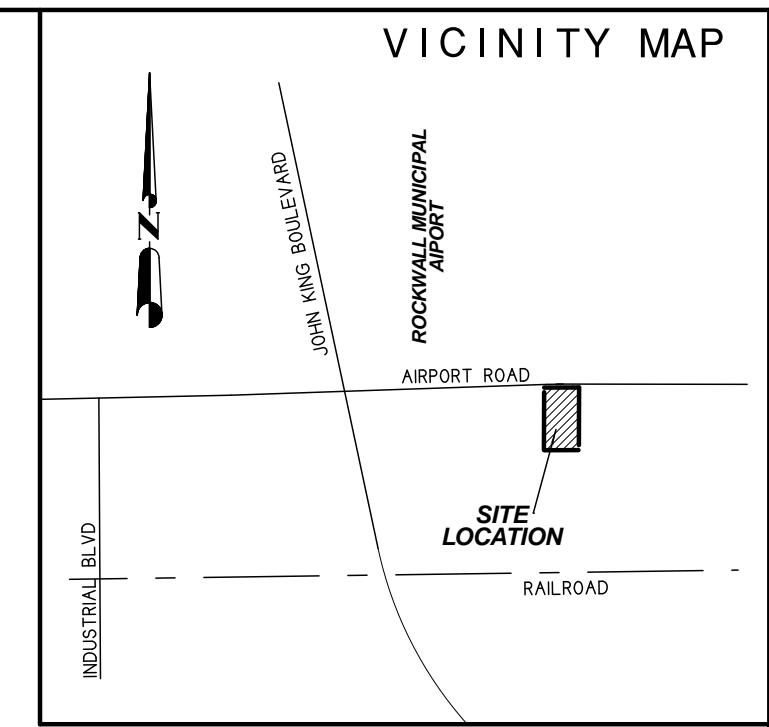 VICINITY MAP
N
JOHN KING BOULEVARD
ROCKWALL MUNICIPAL
AIPORT
AIRPORT ROAD
SITE
LOCATION
INDUSTRIAL BLVD
RAILROAD